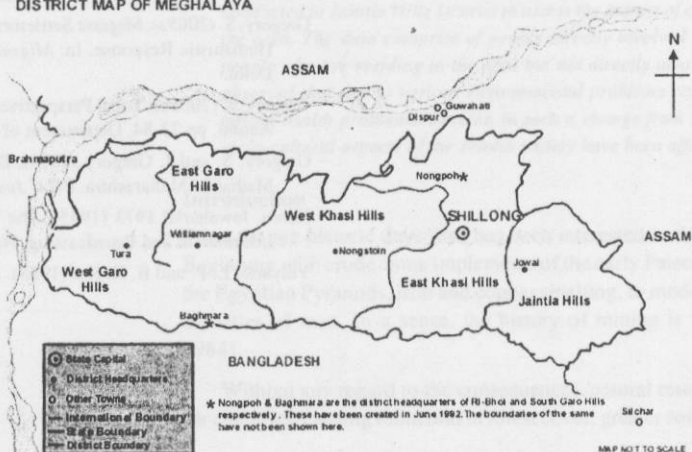 DISTRICT MAP OF MEGHALAYA
ASSAM
N
Guwahati
Dispur
Brahmaputra
East Garo
Hills
Nongpoh
West Khasi Hills
SHILLONG
Williamnagar
ASSAM
Nongstoin
Tura
Jowai
West Garo
Hills
East Khasi Hills
Jaintia Hills
Baghmara
BANGLADESH
State Capital
District Headquarters
Other Towns
International Boundary
State Boundary
District Boundary
* Nongpoh & Baghmara are the district headquarters of Ri-Bhoi and South Garo Hills
respectively. These have been created in June 1992. The boundaries of the same
have not been shown here.
Silchar
MAP NOT TO SCALE